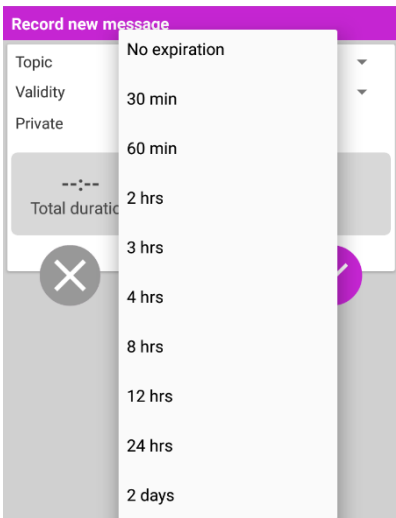 Record new message
Topic
No expiration
Validity
30 min
Private
60 min
--:--
2 hrs
Total duratio
3 hrs
4 hrs
8 hrs
12 hrs
24 hrs
2 days